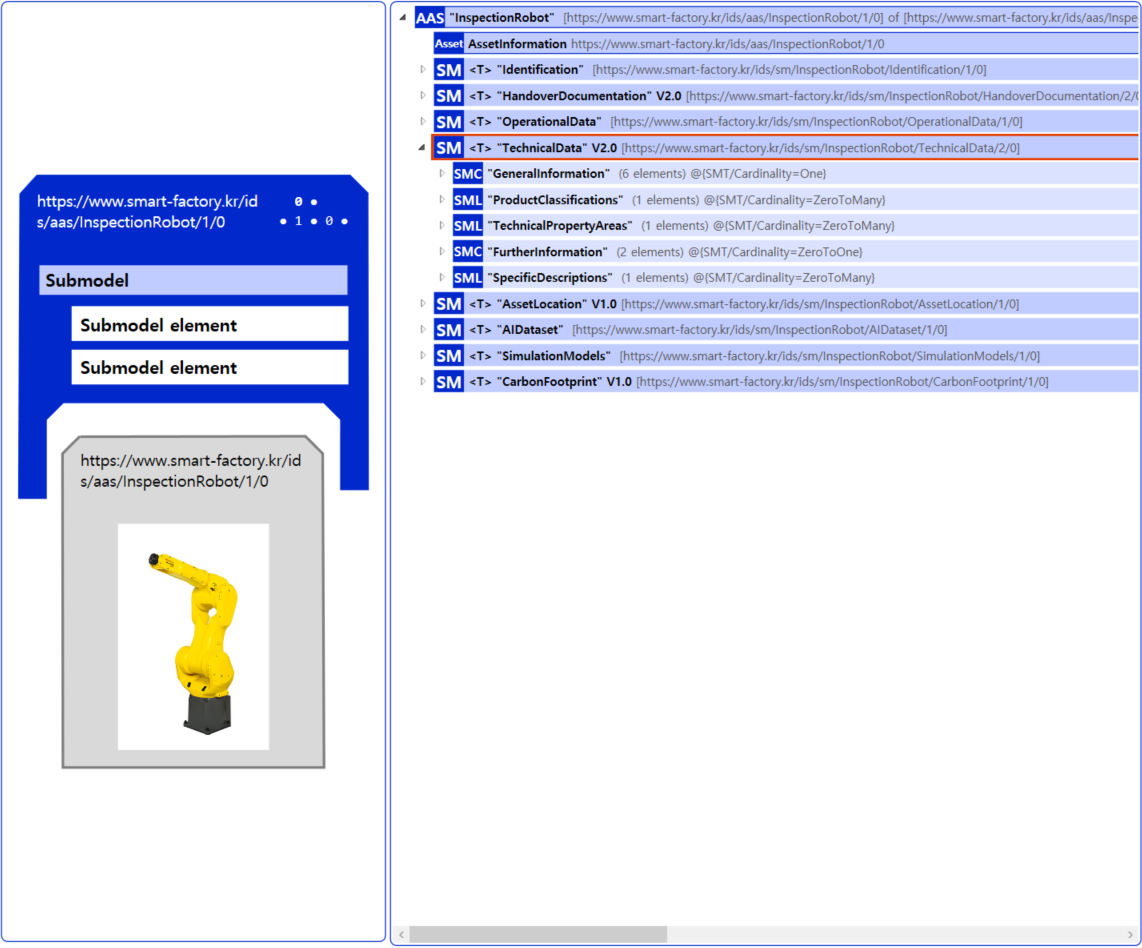 https://www.smart-factory.kr/id
s/aas/InspectionRobot/1/0
0 •
• 1 • 0 •
Submodel
Submodel element
Submodel element
https://www.smart-factory.kr/id
s/aas/InspectionRobot/1/0
AAS "InspectionRobot" [https://www.smart-factory.kr/ids/aas/InspectionRobot/1/0] of [https://www.smart-factory.kr/ids/aas/Inspe
Asset AssetInformation https://www.smart-factory.kr/ids/aas/InspectionRobot/1/0
SM <T> "Identification" [https://www.smart-factory.kr/ids/sm/InspectionRobot/Identification/1/0]
SM <T> "HandoverDocumentation" V2.0 [https://www.smart-factory.kr/ids/sm/InspectionRobot/HandoverDocumentation/2/0
SM <T> "OperationalData" [https://www.smart-factory.kr/ids/sm/InspectionRobot/OperationalData/1/0]
SM <T> "TechnicalData" V2.0 [https://www.smart-factory.kr/ids/sm/InspectionRobot/TechnicalData/2/0]
SMC "GeneralInformation" (6 elements) @{SMT/Cardinality=One}
SML "ProductClassifications" (1 elements) @{SMT/Cardinality=ZeroToMany}
SML "TechnicalPropertyAreas" (1 elements) @{SMT/Cardinality=ZeroToMany}
SMC "FurtherInformation" (2 elements) @{SMT/Cardinality=ZeroToOne}
SML "SpecificDescriptions" (1 elements) @{SMT/Cardinality=ZeroToMany}
SM <T> "AssetLocation" V1.0 [https://www.smart-factory.kr/ids/sm/InspectionRobot/AssetLocation/1/0]
SM <T> "AIDataset" [https://www.smart-factory.kr/ids/sm/InspectionRobot/AIDataset/1/0]
SM <T> "SimulationModels" [https://www.smart-factory.kr/ids/sm/InspectionRobot/SimulationModels/1/0]
SM <T> "CarbonFootprint" V1.0 [https://www.smart-factory.kr/ids/sm/InspectionRobot/CarbonFootprint/1/0]